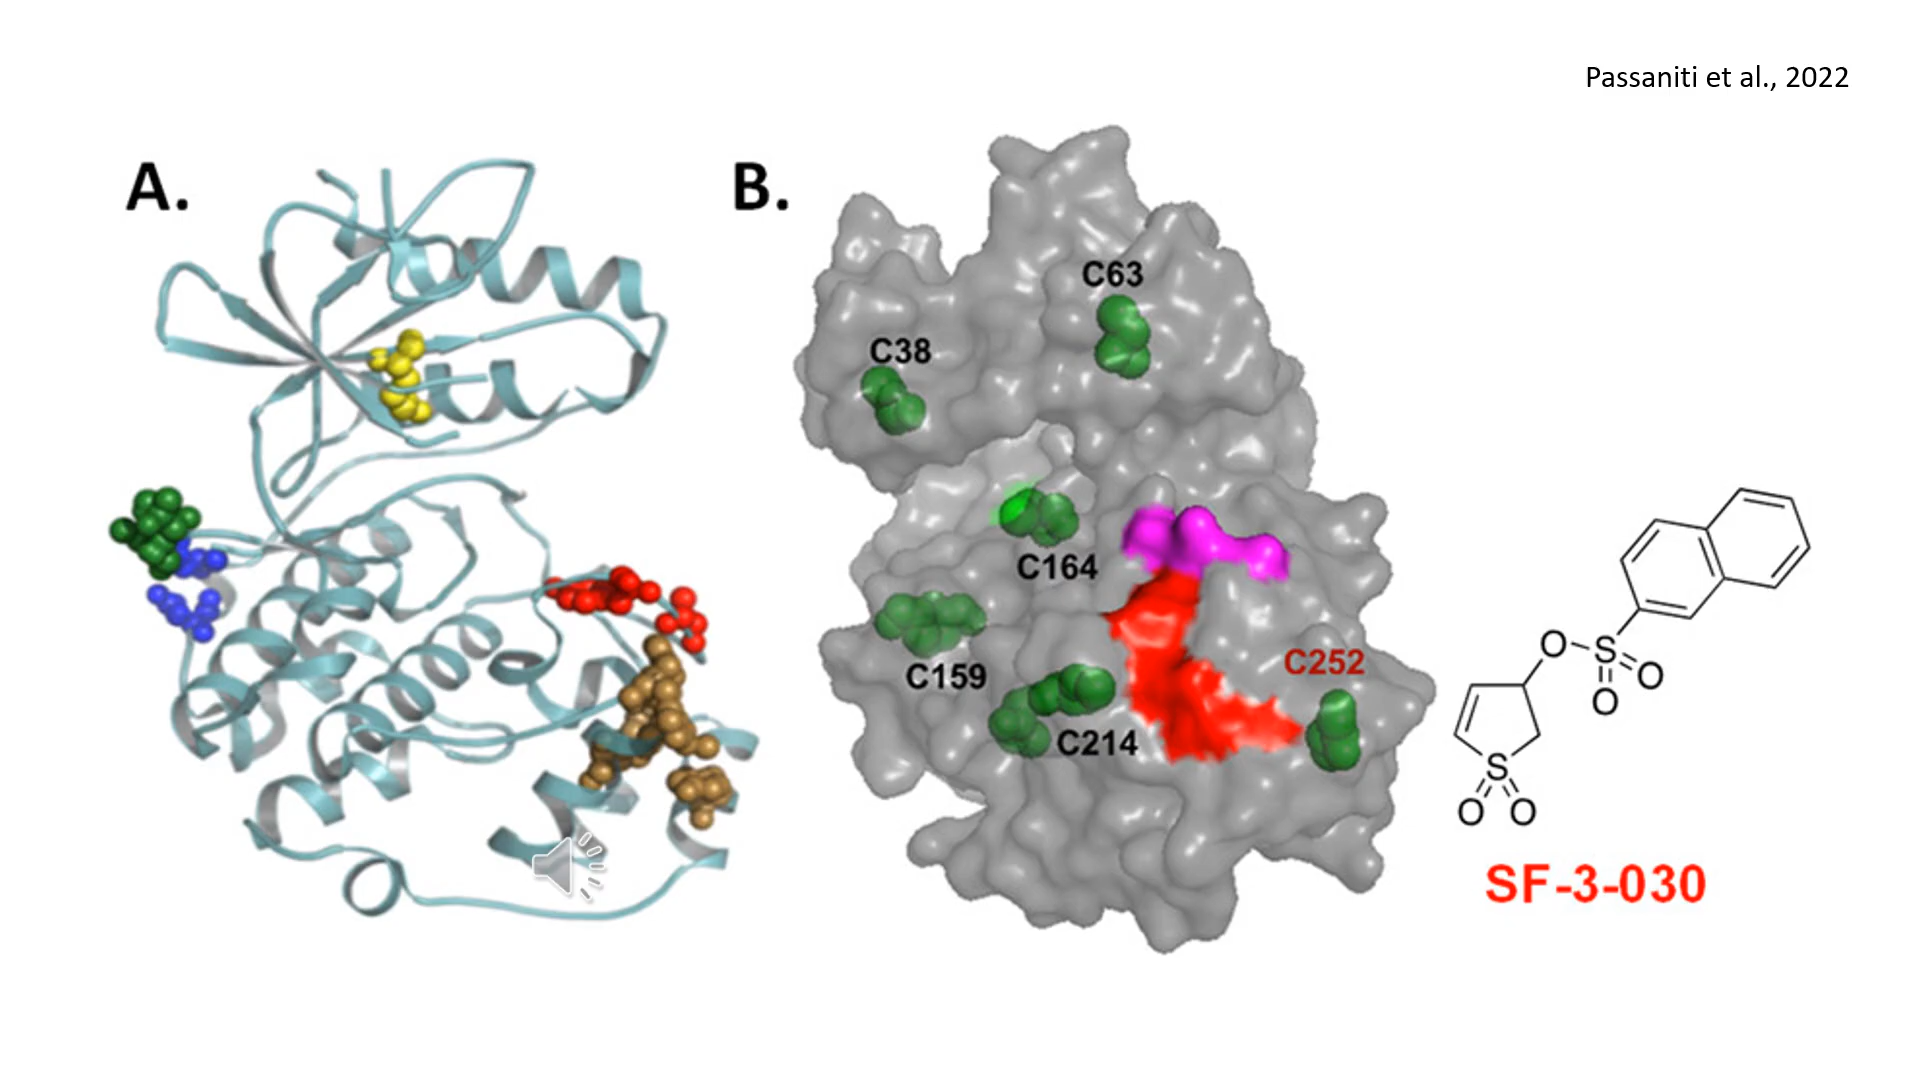 Passaniti et al., 2022
A.
B.
C63
C38
C164
C159
C252
C214
O
S
O
O
S
O
O
SF-3-030